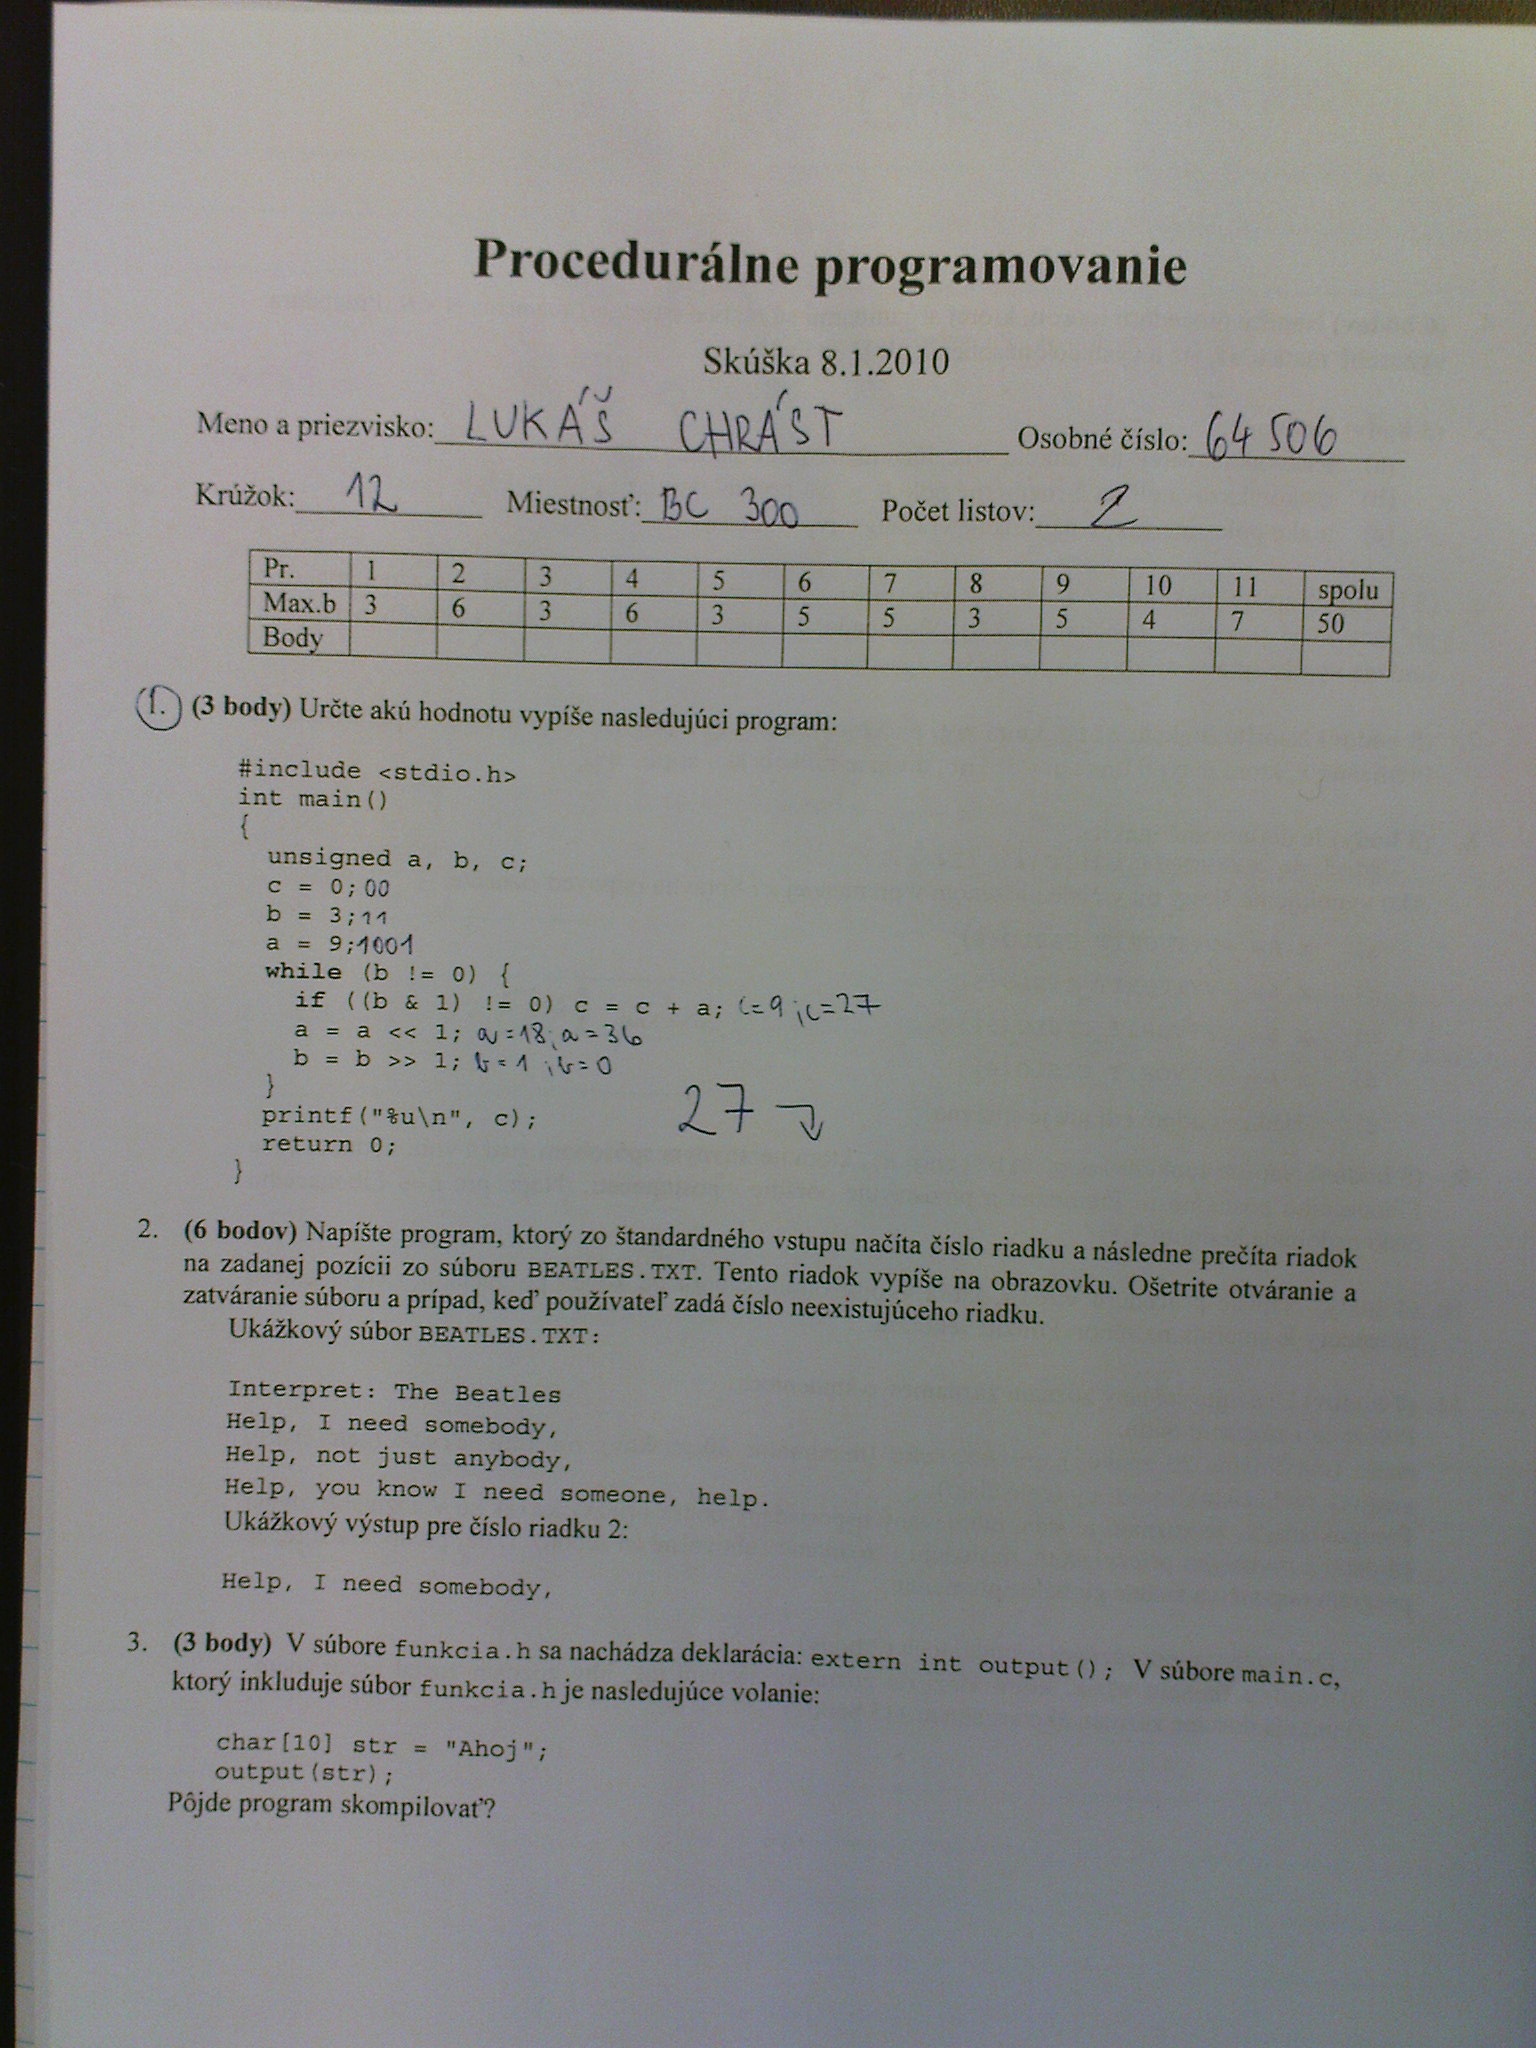 Procedurálne programovanie
Skúška 8.1.2010
Meno a priezvisko: LUKÁŠ CHRÁST Osobné číslo: 64506
Krúžok: 12 Miestnosť: BC 300 Počet listov: 2
Pr. 1 2 3 4 5 6 7 8 9 10 11 spolu
Max.b 3 6 3 6 3 5 5 3 5 4 7 50
Body
1. (3 body) Určte akú hodnotu vypíše nasledujúci program:
#include <stdio.h>
int main()
{
unsigned a, b, c;
c = 0; 00
b = 3; 11
a = 9; 1001
while (b != 0) {
if ((b & 1) != 0) c = c + a; c=9; c=27
a = a << 1; a=18; a=36
b = b >> 1; b=1; b=0
}
printf("%u\n", c); 27
return 0;
}
2. (6 bodov) Napíšte program, ktorý zo štandardného vstupu načíta číslo riadku a následne prečíta riadok
na zadanej pozícii zo súboru BEATLES.TXT. Tento riadok vypíše na obrazovku. Ošetrite otváranie a
zatváranie súboru a prípad, keď používateľ zadá číslo neexistujúceho riadku.
Ukážkový súbor BEATLES.TXT:
Interpret: The Beatles
Help, I need somebody,
Help, not just anybody,
Help, you know I need someone, help.
Ukážkový výstup pre číslo riadku 2:
Help, I need somebody,
3. (3 body) V súbore funkcia.h sa nachádza deklarácia: extern int output(); V súbore main.c,
ktorý inkluduje súbor funkcia.h je nasledujúce volanie:
char[10] str = "Ahoj";
output(str);
Pôjde program skompilovať?